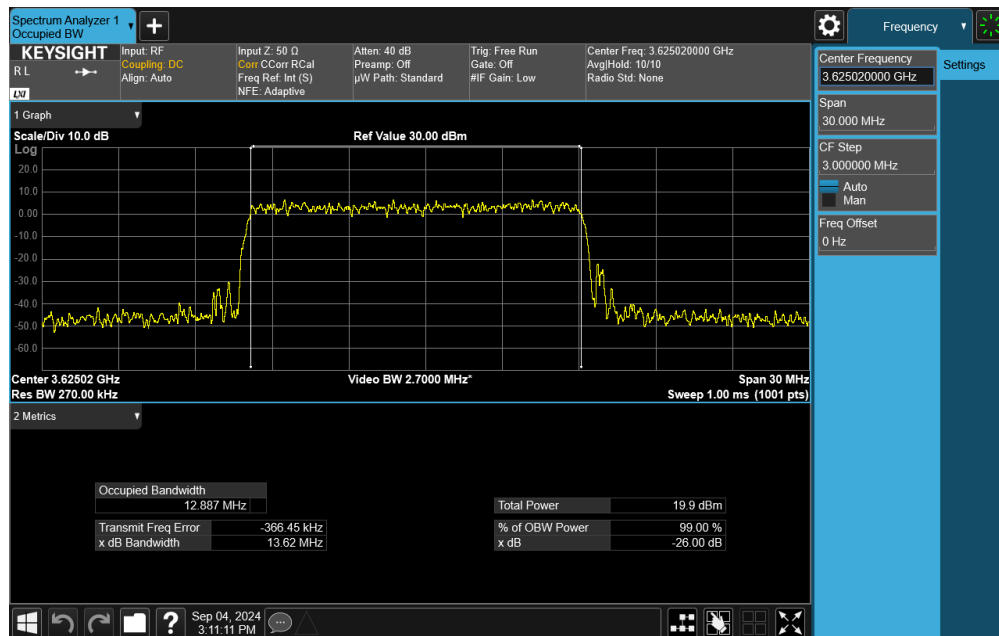 Spectrum Analyzer 1
Occupied BW
Frequency
KEYSIGHT
R L
LXI
Input: RF
Coupling: DC
Align: Auto
Input Z: 50 Ω
Corr CCorr RCal
Freq Ref: Int (S)
NFE: Adaptive
Atten: 40 dB
Preamp: Off
µW Path: Standard
Trig: Free Run
Gate: Off
#IF Gain: Low
Center Freq: 3.625020000 GHz
Avg|Hold: 10/10
Radio Std: None
Center Frequency
3.625020000 GHz
Settings
Span
30.000 MHz
CF Step
3.000000 MHz
Auto
Man
Freq Offset
0 Hz
1 Graph
Scale/Div 10.0 dB
Ref Value 30.00 dBm
Log
20.0
10.0
0.00
-10.0
-20.0
-30.0
-40.0
-50.0
-60.0
Center 3.62502 GHz
Video BW 2.7000 MHz*
Span 30 MHz
Res BW 270.00 kHz
Sweep 1.00 ms (1001 pts)
2 Metrics
Occupied Bandwidth
12.887 MHz
Total Power 19.9 dBm
Transmit Freq Error -366.45 kHz
% of OBW Power 99.00 %
x dB Bandwidth 13.62 MHz
x dB -26.00 dB
?
Sep 04, 2024
3:11:11 PM